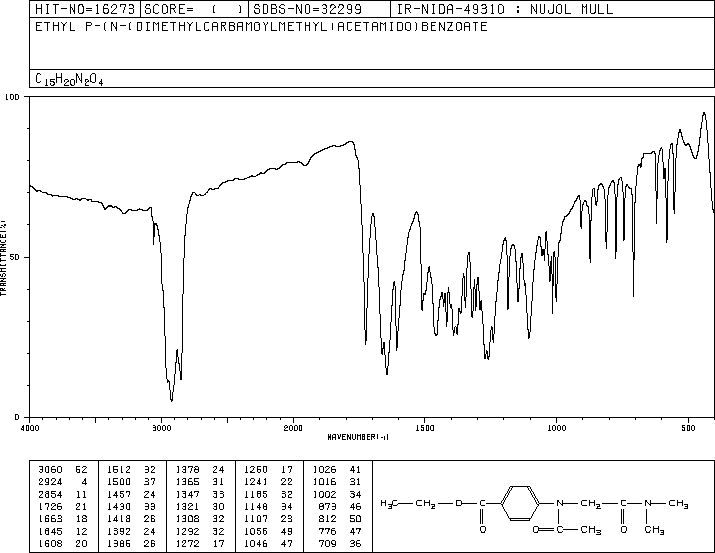 HIT-NO=16273 SCORE= ( ) SDBS-NO=32299 IR-NIDA-49310 : NUJOL MULL
ETHYL P-(N-(DIMETHYLCARBAMOYLMETHYL)ACETAMIDO)BENZOATE
C15H20N2O4
100
TRANSMITTANCE(%)
50
0
4000 3000 2000 1500 1000 500
WAVENUMBER(-1)
3060 52 1512 32 1378 24 1260 17 1026 41
2924 4 1500 37 1365 31 1241 22 1016 31
2854 11 1457 24 1347 33 1185 32 1002 34
1726 21 1430 33 1321 30 1148 34 873 46
1663 18 1418 26 1308 32 1107 23 812 50
1645 12 1392 24 1292 32 1056 49 776 47
1608 20 1386 26 1272 17 1046 47 709 36
H3C CH2 O C N CH2 C N CH3
O O C CH3 O CH3